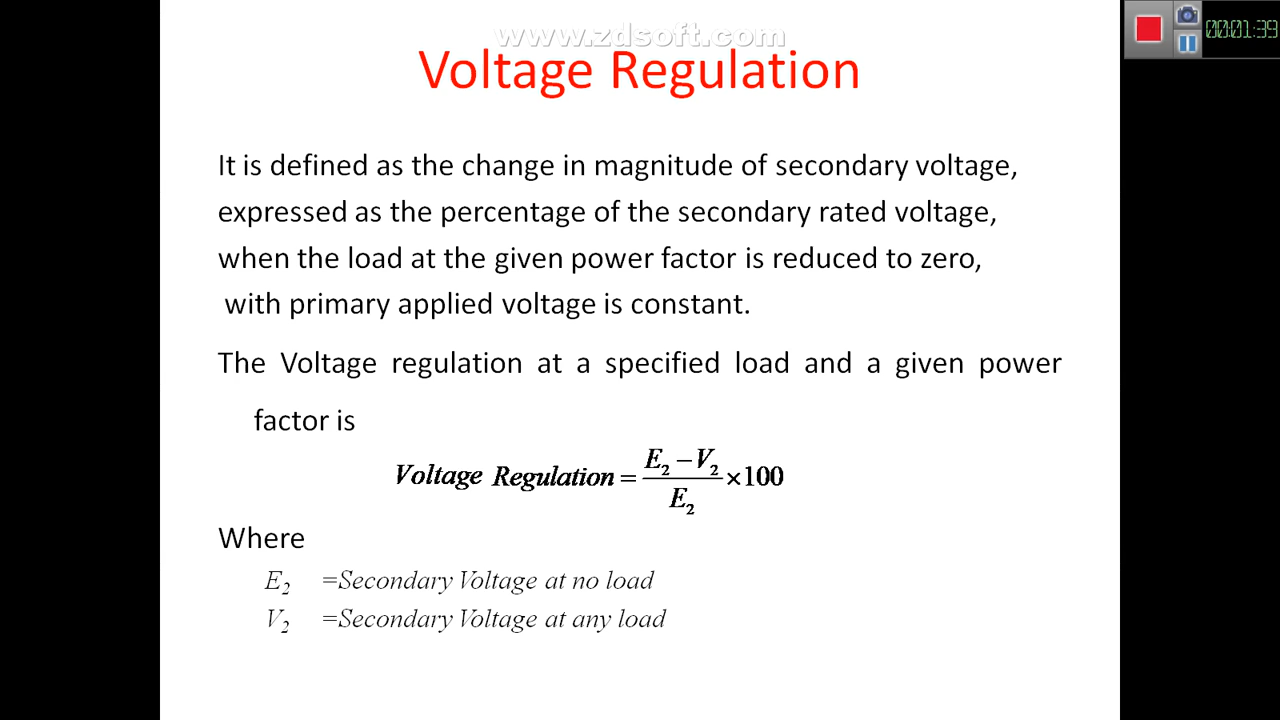 www.zdsoft.com
00:01:39
Voltage Regulation
It is defined as the change in magnitude of secondary voltage,
expressed as the percentage of the secondary rated voltage,
when the load at the given power factor is reduced to zero,
with primary applied voltage is constant.
The Voltage regulation at a specified load and a given power
factor is
Voltage Regulation = (E₂ − V₂) / E₂ × 100
Where
E₂ =Secondary Voltage at no load
V₂ =Secondary Voltage at any load